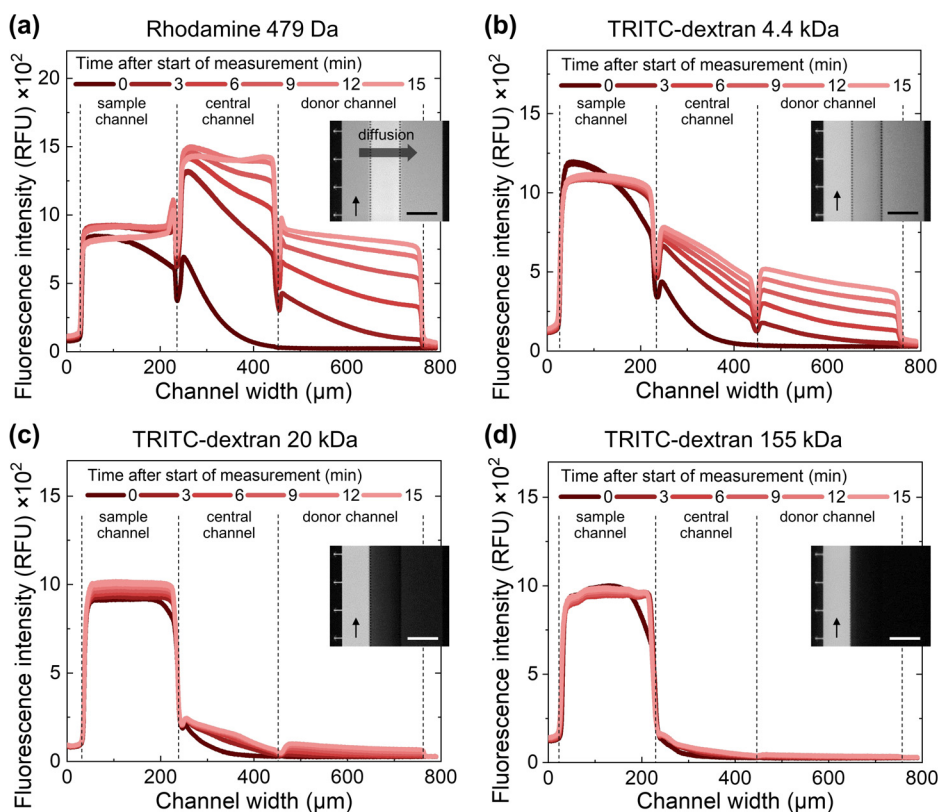 (a)
Rhodamine 479 Da
Time after start of measurement (min)
0 3 6 9 12 15
sample channel
central channel
donor channel
diffusion
Fluorescence intensity (RFU) ×10²
20
15
10
5
0
0 200 400 600 800
Channel width (µm)
(b)
TRITC-dextran 4.4 kDa
Time after start of measurement (min)
0 3 6 9 12 15
sample channel
central channel
donor channel
Fluorescence intensity (RFU) ×10²
15
10
5
0
0 200 400 600 800
Channel width (µm)
(c)
TRITC-dextran 20 kDa
Time after start of measurement (min)
0 3 6 9 12 15
sample channel
central channel
donor channel
Fluorescence intensity (RFU) ×10²
15
10
5
0
0 200 400 600 800
Channel width (µm)
(d)
TRITC-dextran 155 kDa
Time after start of measurement (min)
0 3 6 9 12 15
sample channel
central channel
donor channel
Fluorescence intensity (RFU) ×10²
15
10
5
0
0 200 400 600 800
Channel width (µm)